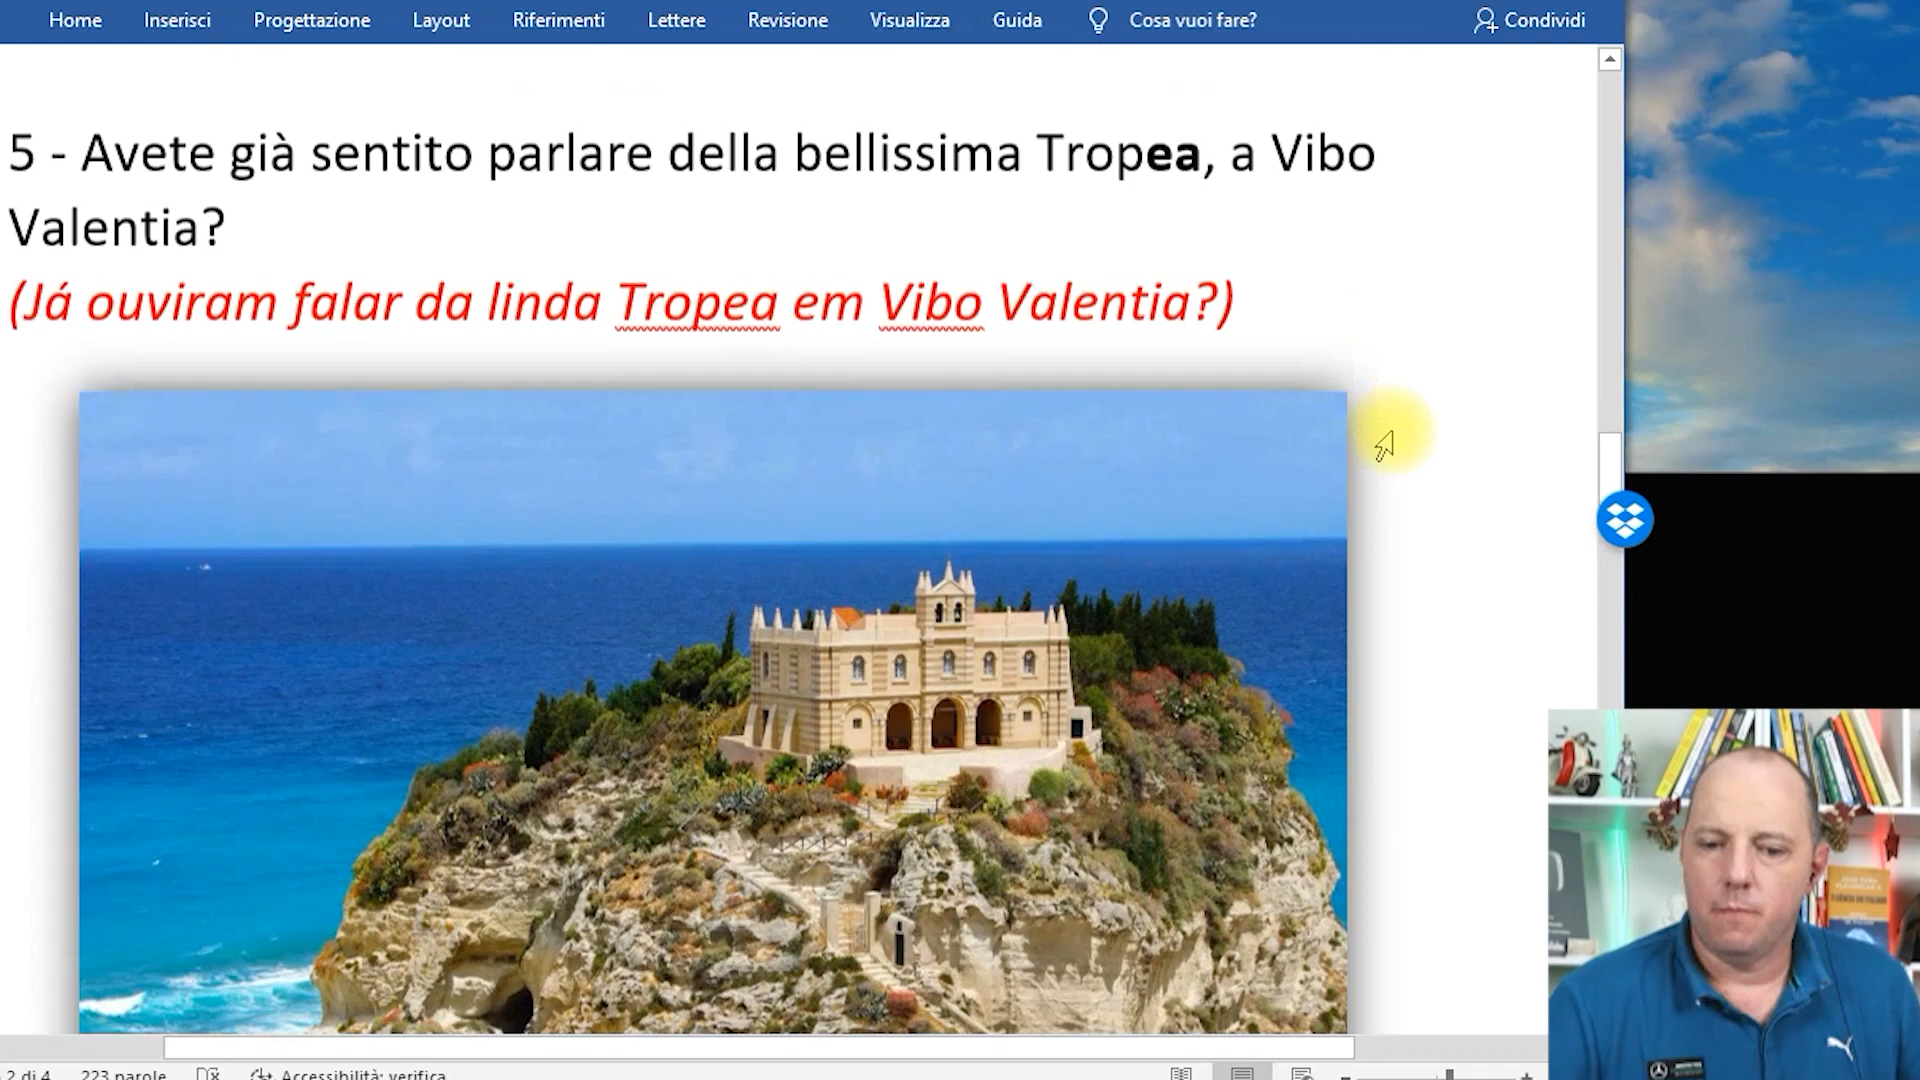 Home Inserisci Progettazione Layout Riferimenti Lettere Revisione Visualizza Guida Cosa vuoi fare? Condividi
5 - Avete già sentito parlare della bellissima Tropea, a Vibo
Valentia?
(Já ouviram falar da linda Tropea em Vibo Valentia?)
2 di 4 223 parole Accessibilità: verifica